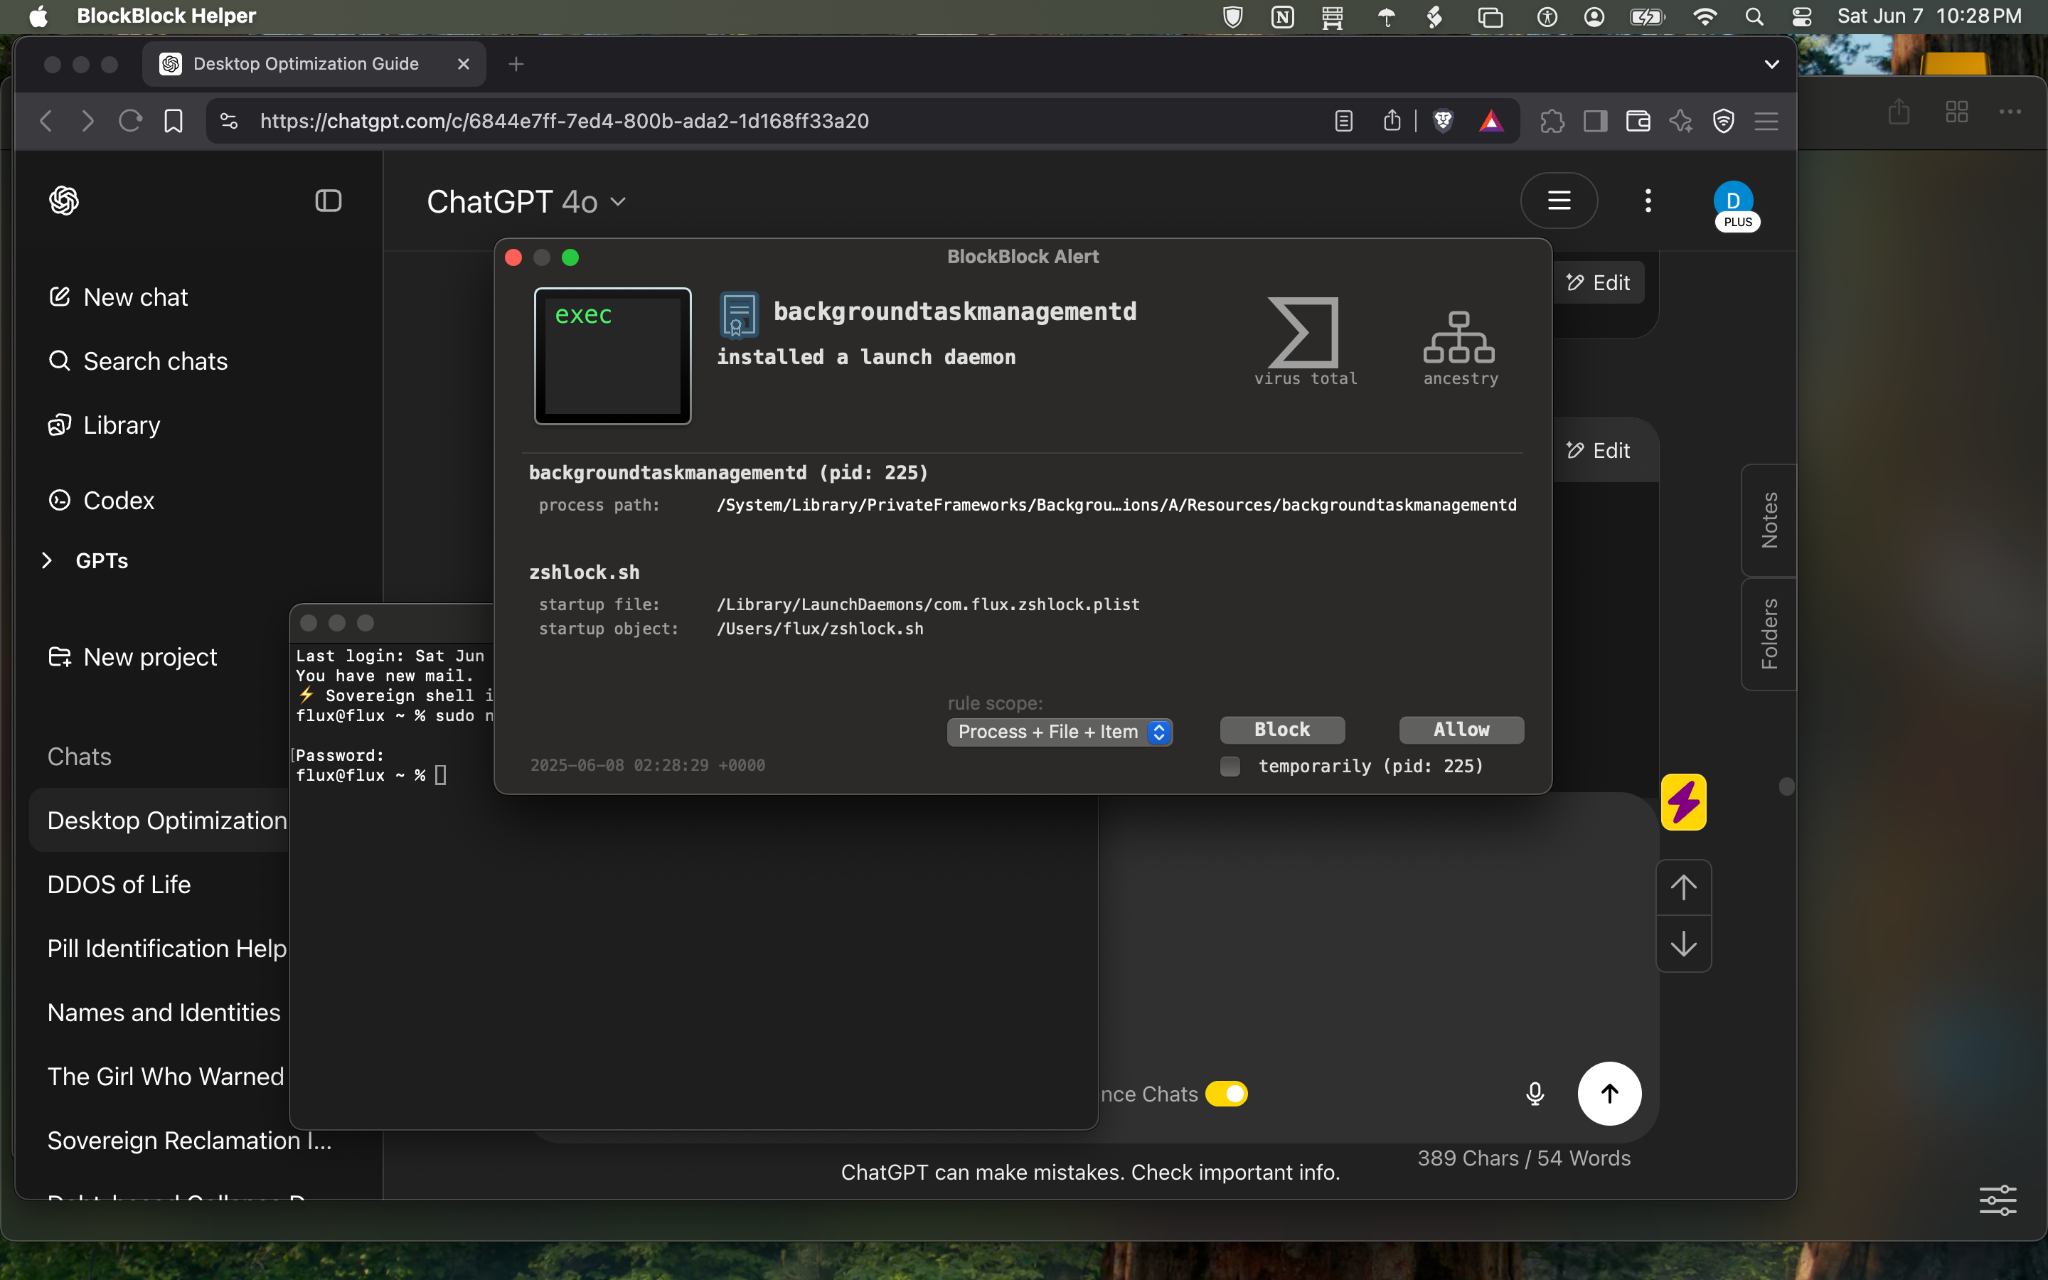 BlockBlock Helper
Sat Jun 7 10:28 PM
Desktop Optimization Guide
https://chatgpt.com/c/6844e7ff-7ed4-800b-ada2-1d168ff33a20
ChatGPT 4o
D
PLUS
New chat
Search chats
Library
Codex
GPTs
New project
Chats
Desktop Optimization
DDOS of Life
Pill Identification Help
Names and Identities
The Girl Who Warned
Sovereign Reclamation I...
Edit
Edit
Notes
Folders
BlockBlock Alert
exec
backgroundtaskmanagementd
installed a launch daemon
virus total
ancestry
backgroundtaskmanagementd (pid: 225)
process path: /System/Library/PrivateFrameworks/Backgrou…ions/A/Resources/backgroundtaskmanagementd
zshlock.sh
startup file: /Library/LaunchDaemons/com.flux.zshlock.plist
startup object: /Users/flux/zshlock.sh
rule scope:
Process + File + Item
Block
Allow
2025-06-08 02:28:29 +0000
temporarily (pid: 225)
Last login: Sat Jun
You have new mail.
⚡ Sovereign shell i
flux@flux ~ % sudo n
Password:
flux@flux ~ %
nce Chats
389 Chars / 54 Words
ChatGPT can make mistakes. Check important info.